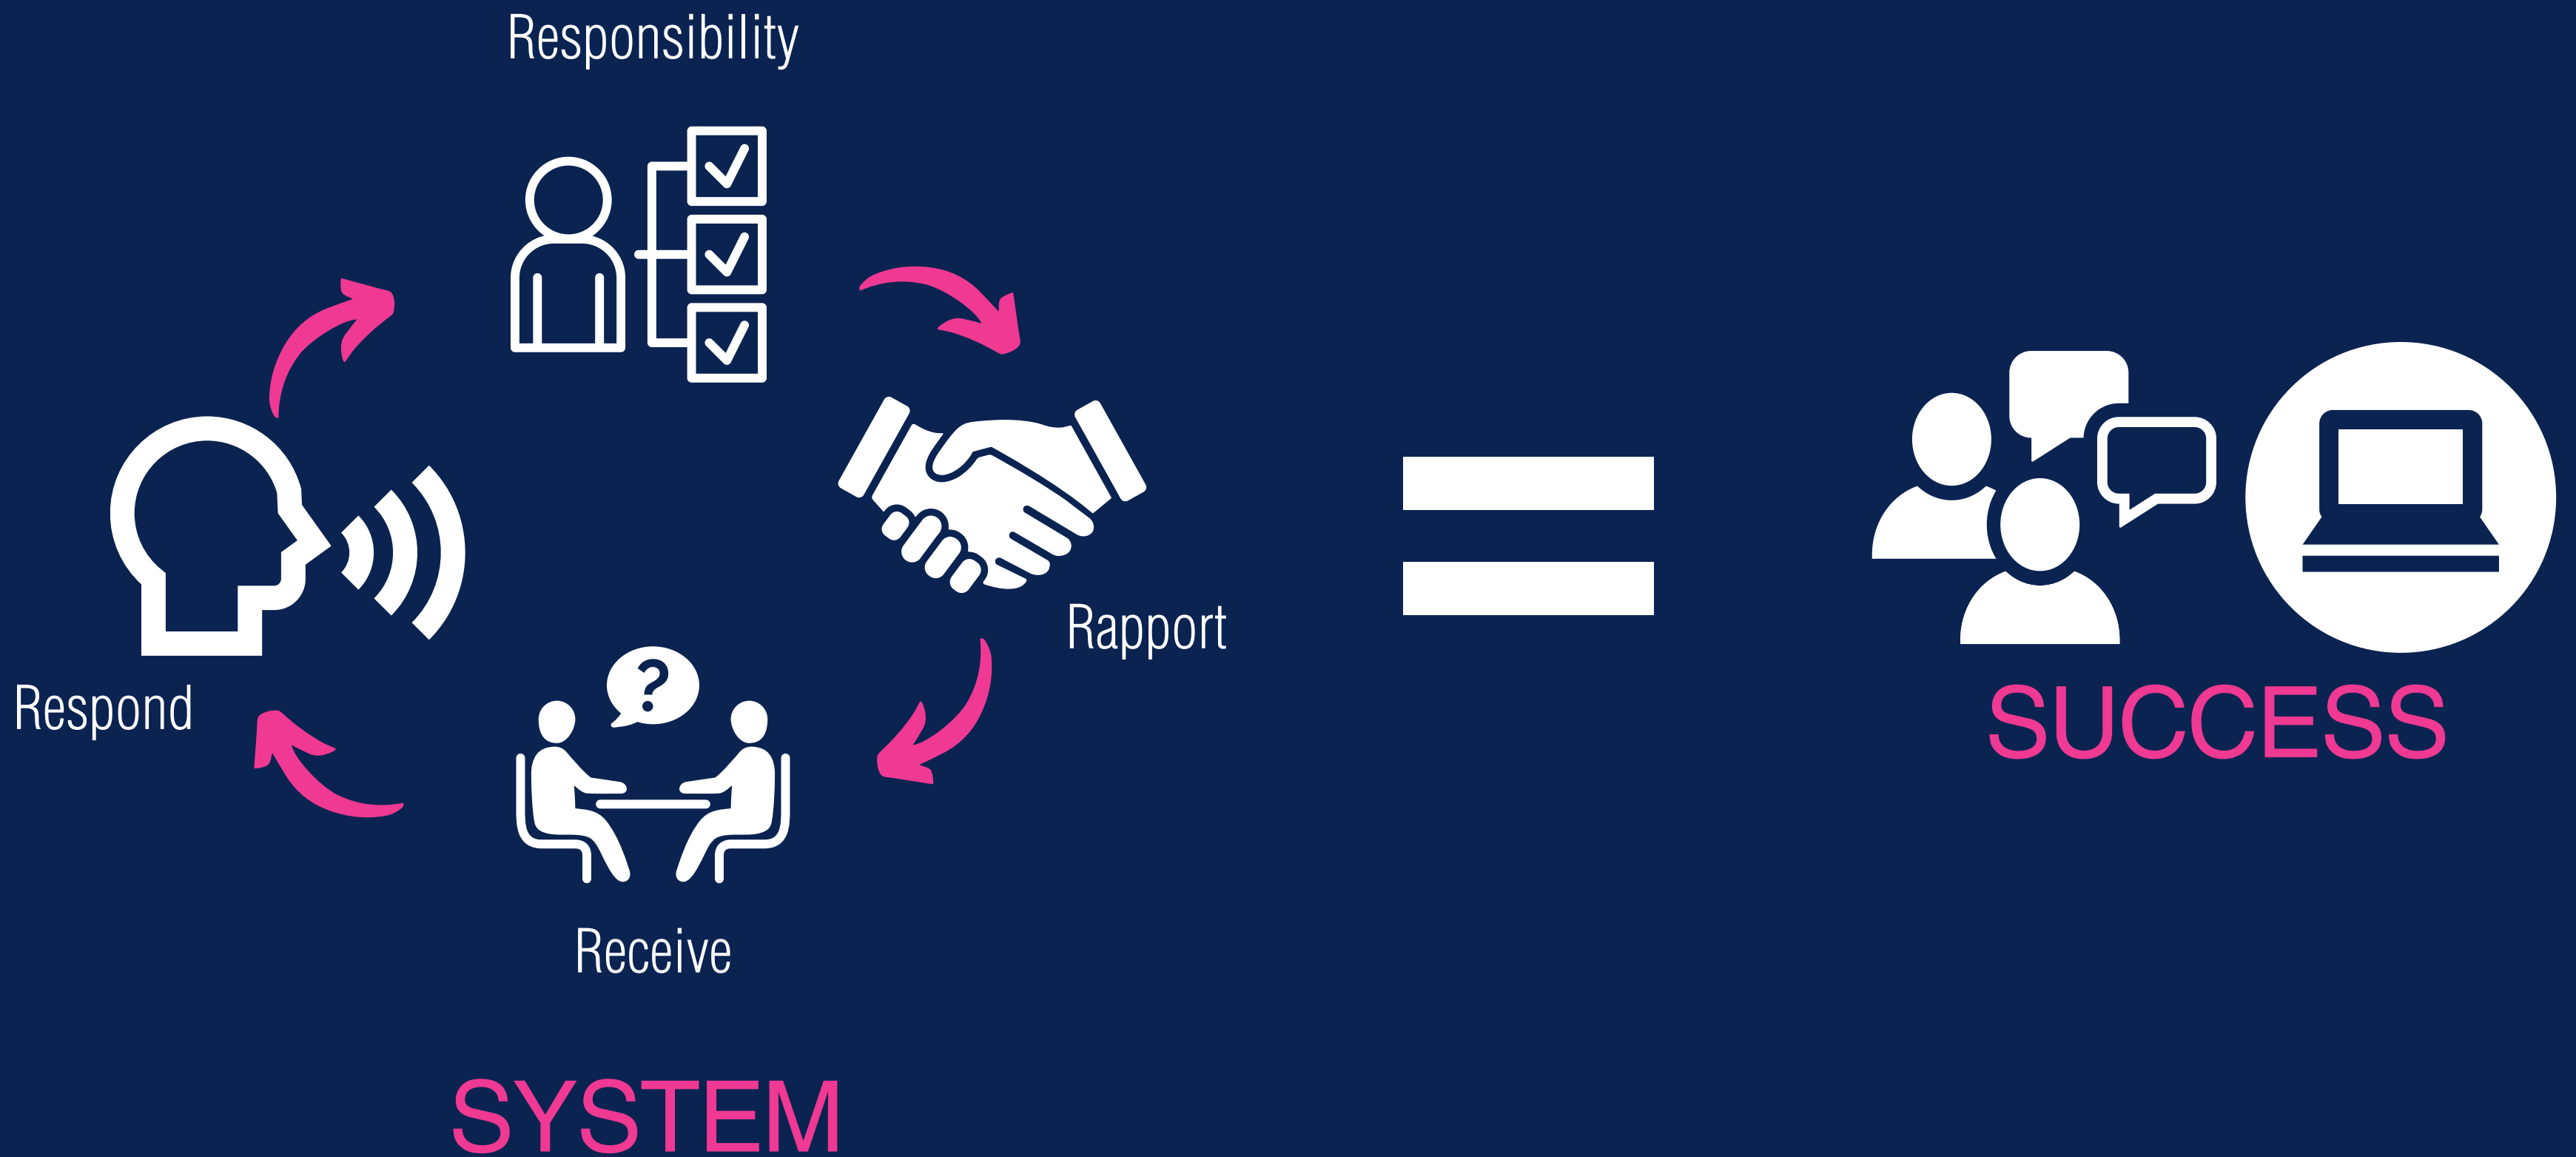 Responsibility
Rapport
Respond
?
Receive
SUCCESS
SYSTEM